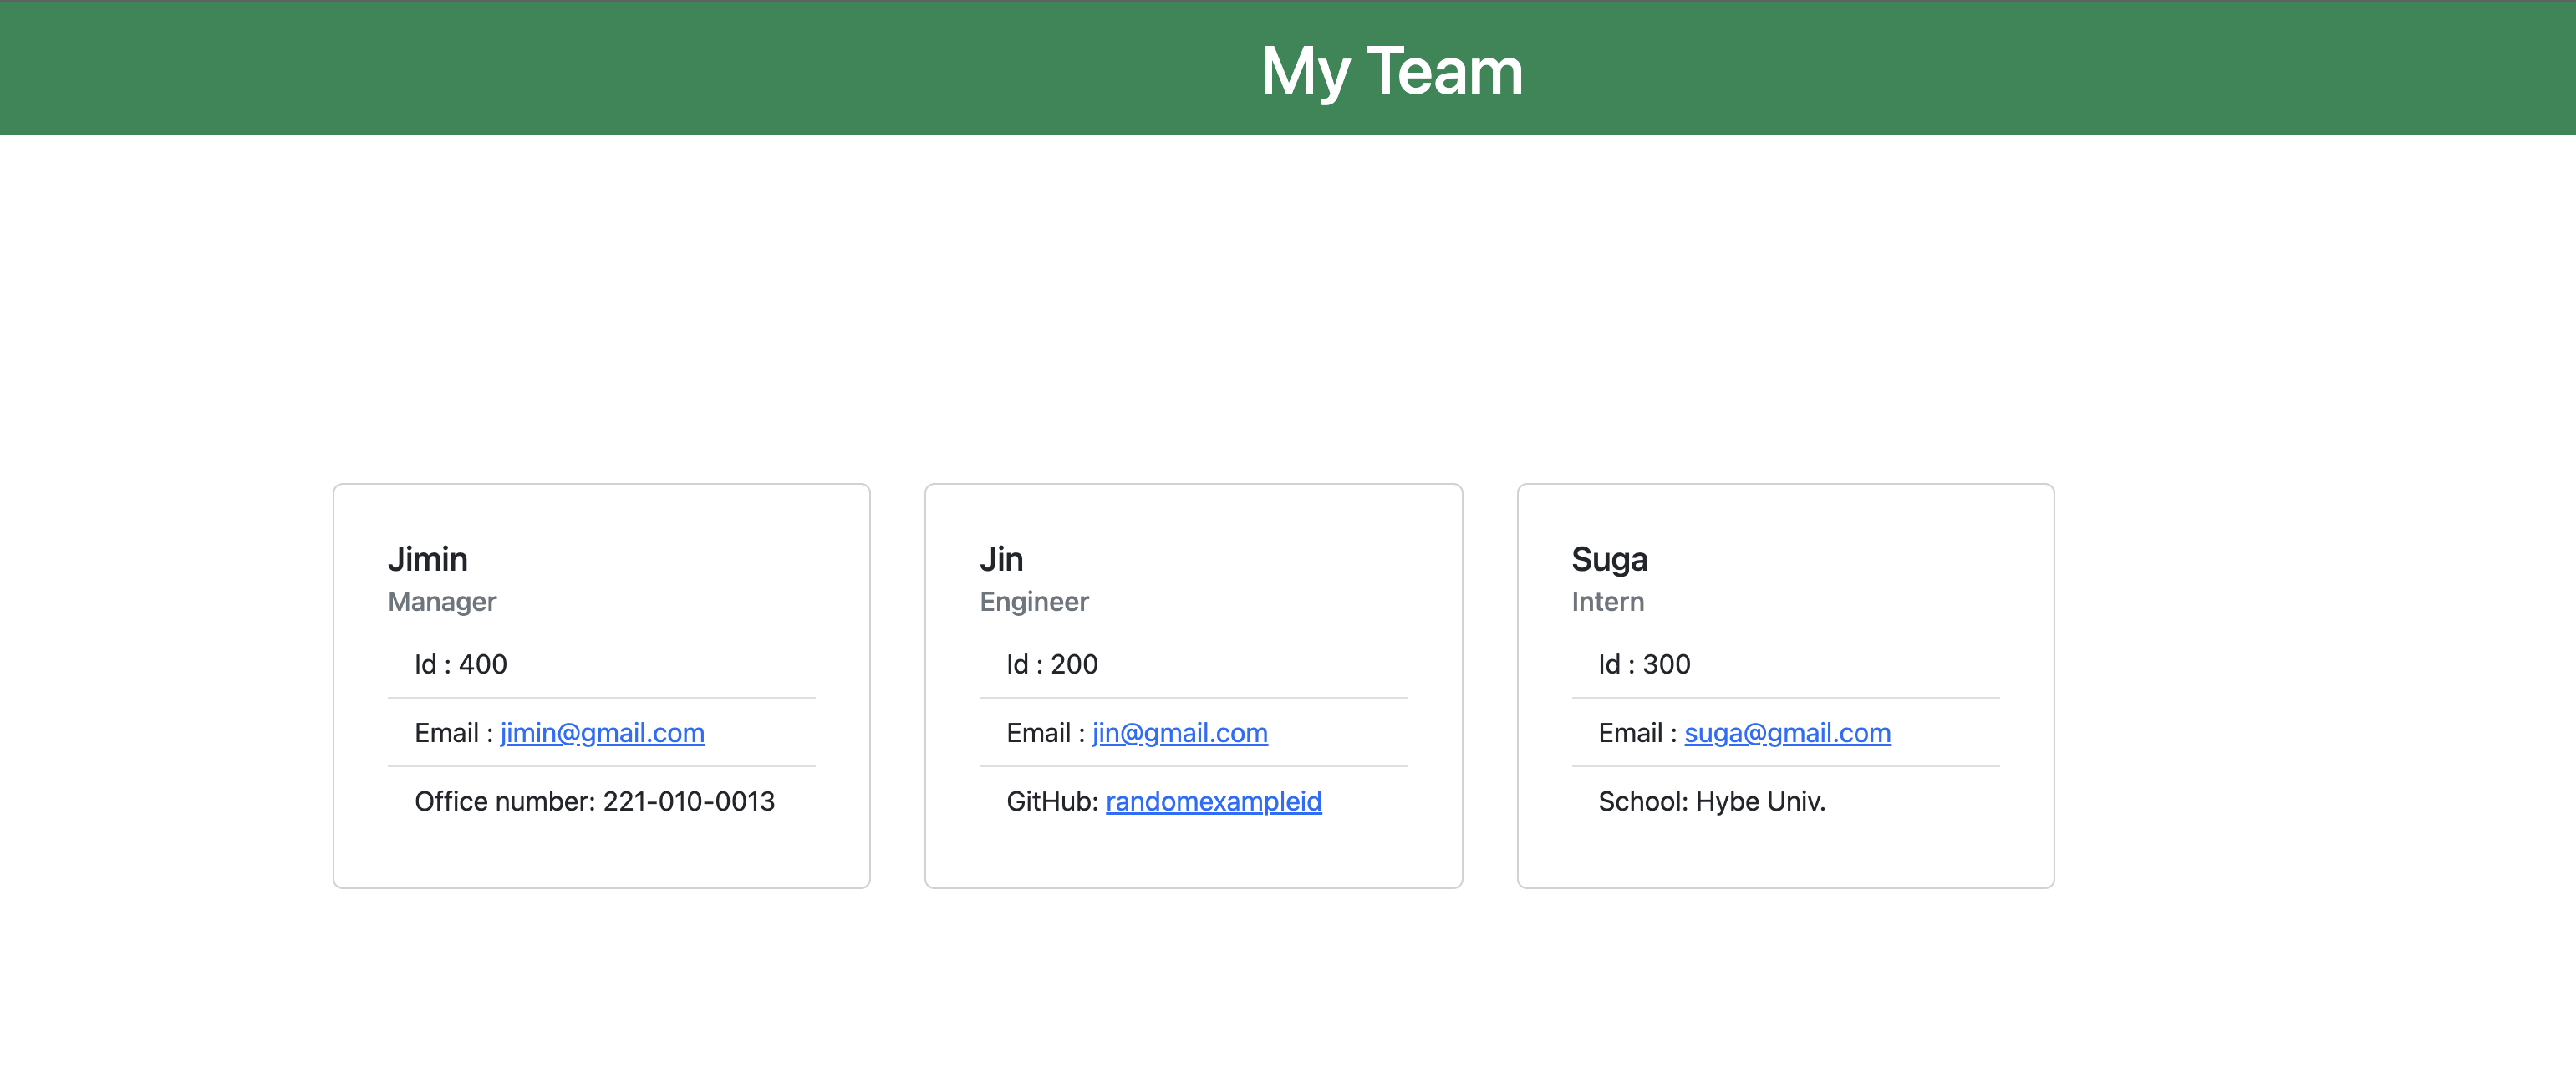 My Team
Jimin
Manager
Id : 400
Email : jimin@gmail.com
Office number: 221-010-0013
Jin
Engineer
Id : 200
Email : jin@gmail.com
GitHub: randomexampleid
Suga
Intern
Id : 300
Email : suga@gmail.com
School: Hybe Univ.